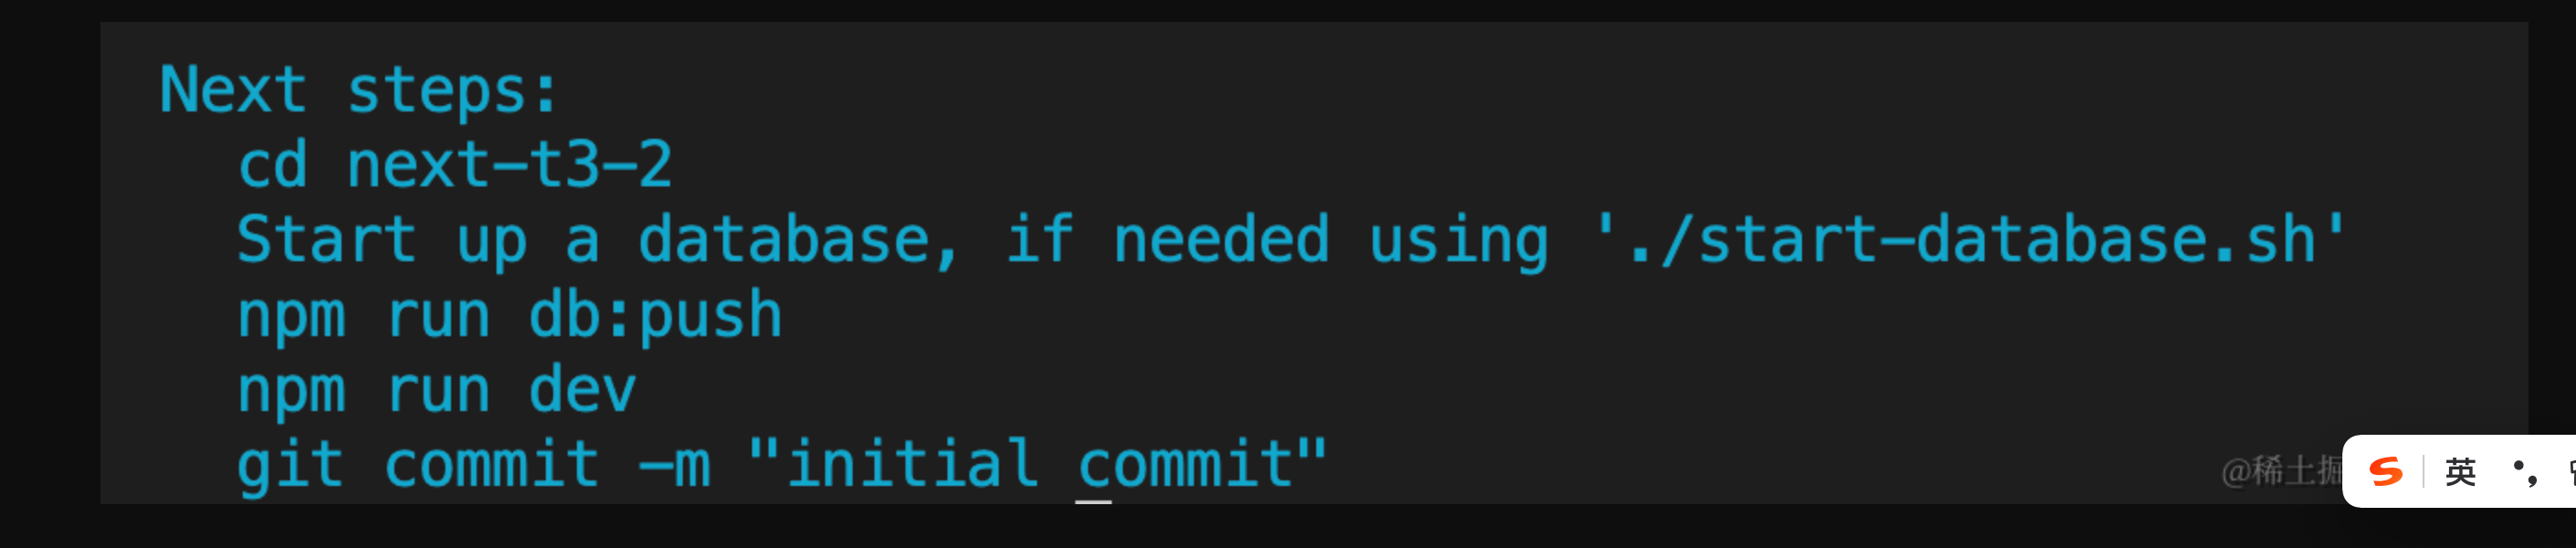 Next steps:
cd next-t3-2
Start up a database, if needed using './start-database.sh'
npm run db:push
npm run dev
git commit -m "initial commit"
@稀土掘
英